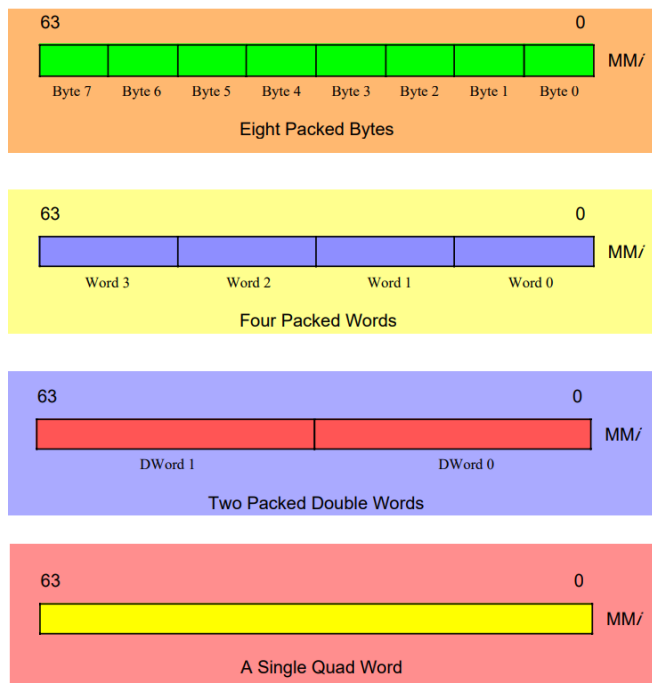 63 0
MMi
Byte 7 Byte 6 Byte 5 Byte 4 Byte 3 Byte 2 Byte 1 Byte 0
Eight Packed Bytes
63 0
MMi
Word 3 Word 2 Word 1 Word 0
Four Packed Words
63 0
MMi
DWord 1 DWord 0
Two Packed Double Words
63 0
MMi
A Single Quad Word